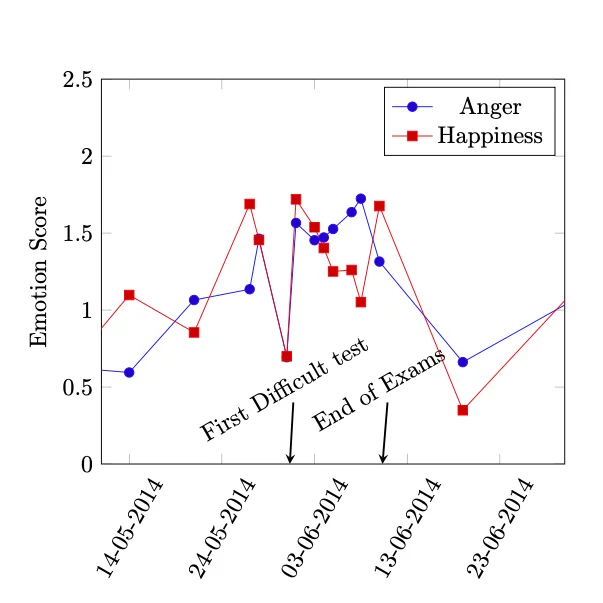 2.5
2
1.5
1
0.5
0
Emotion Score
Anger
Happiness
First Difficult test
End of Exams
14-05-2014
24-05-2014
03-06-2014
13-06-2014
23-06-2014